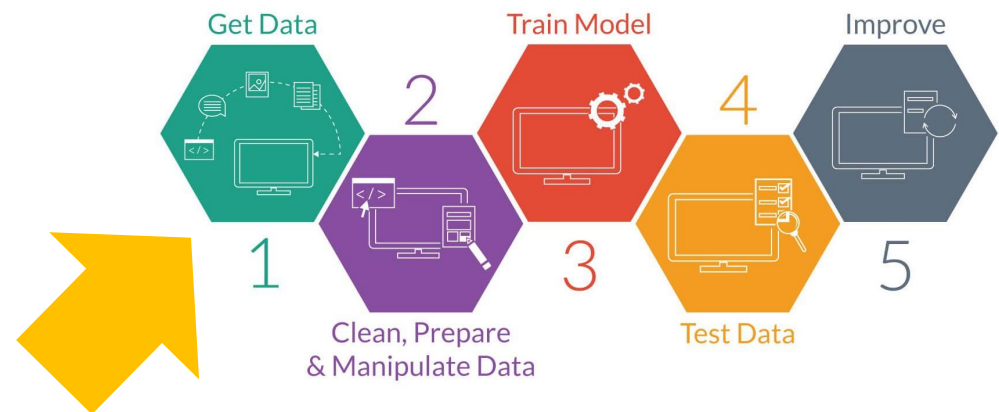 Get Data
Train Model
Improve
2
4
</>
</>
1
3
5
Clean, Prepare
& Manipulate Data
Test Data